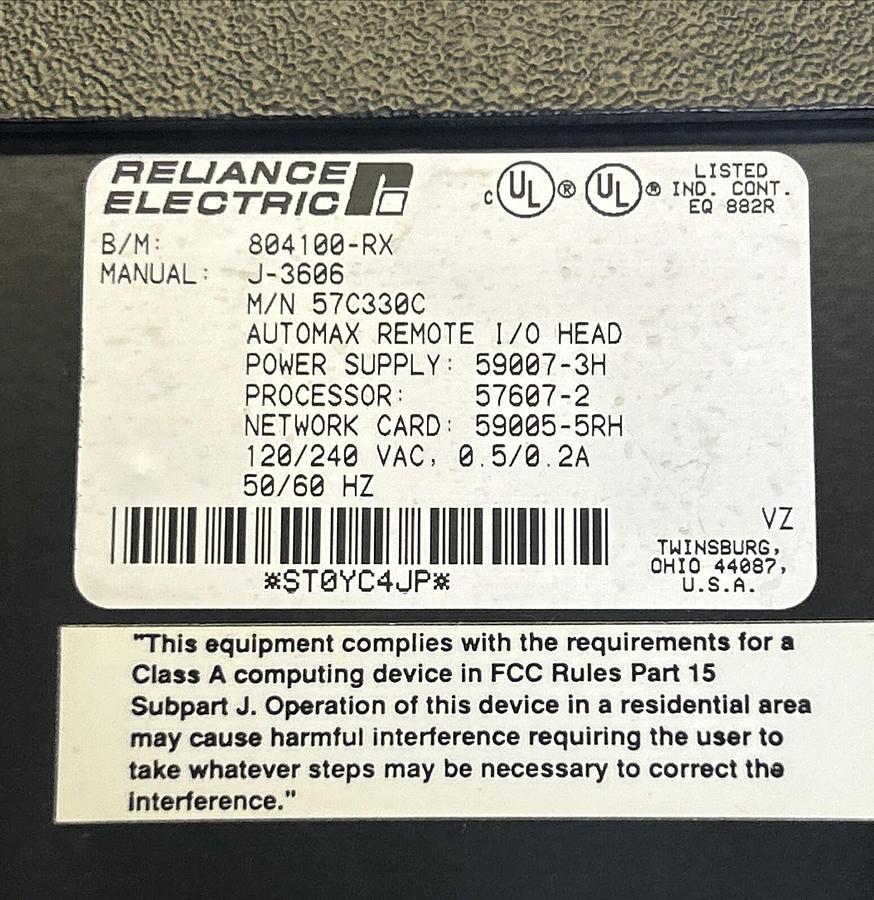 RELIANCE
ELECTRIC
c UL ® UL ®
LISTED
IND. CONT.
EQ 882R
B/M: 804100-RX
MANUAL: J-3606
M/N 57C330C
AUTOMAX REMOTE I/O HEAD
POWER SUPPLY: 59007-3H
PROCESSOR: 57607-2
NETWORK CARD: 59005-5RH
120/240 VAC, 0.5/0.2A
50/60 HZ
*ST0YC4JP*
VZ
TWINSBURG,
OHIO 44087,
U.S.A.
"This equipment complies with the requirements for a
Class A computing device in FCC Rules Part 15
Subpart J. Operation of this device in a residential area
may cause harmful interference requiring the user to
take whatever steps may be necessary to correct the
interference."